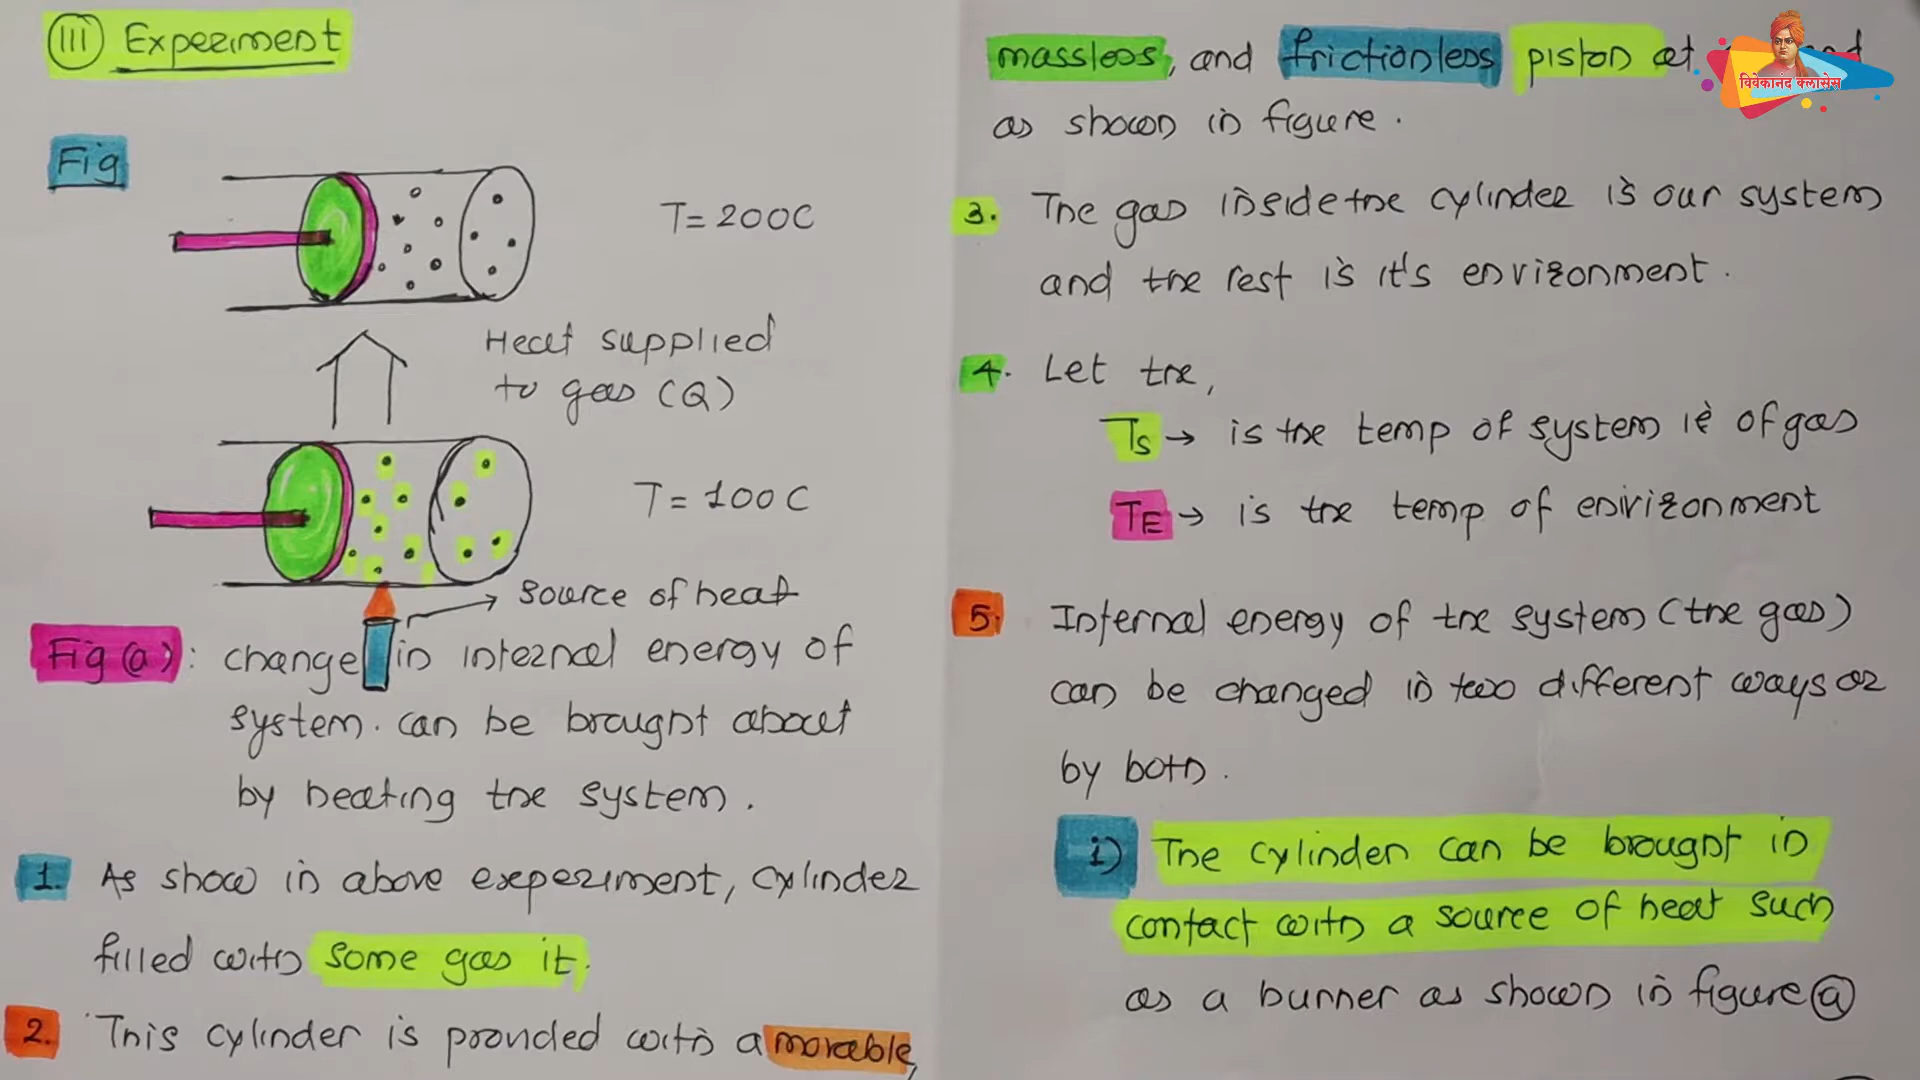 III Experiment
Fig
T = 200C
Heat supplied
to gas (Q)
T = 100C
source of heat
Fig (a): change in internal energy of
system. can be brought about
by heating the system.
1. As show in above experiment, cylinder
filled with some gas it.
2. This cylinder is provided with a movable,
massless, and frictionless piston at
as shown in figure.
3. The gas inside the cylinder is our system
and the rest is it's environment.
4. Let the,
Ts → is the temp of system ie of gas
TE → is the temp of environment
5. Internal energy of the system (the gas)
can be changed in two different ways or
by both.
i) The cylinder can be brought in
contact with a source of heat such
as a burner as shown in figure (a)
विवेकानंद क्लासेस